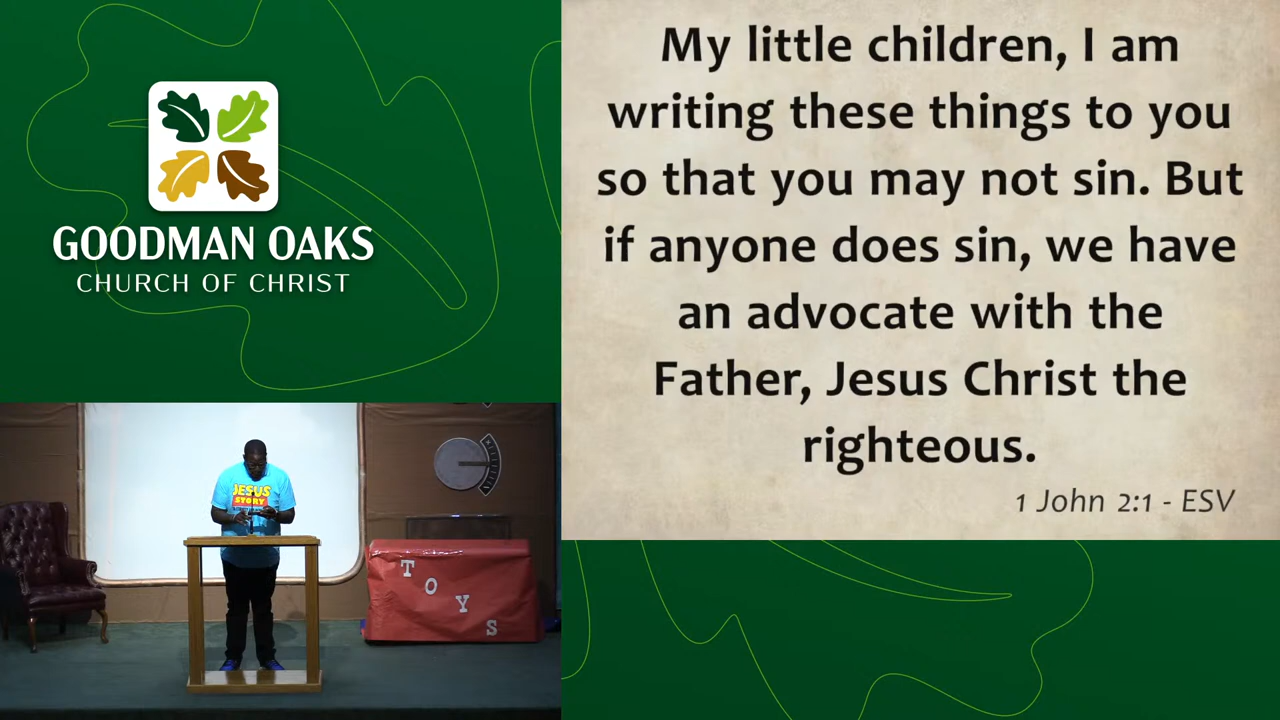 GOODMAN OAKS
CHURCH OF CHRIST
My little children, I am
writing these things to you
so that you may not sin. But
if anyone does sin, we have
an advocate with the
Father, Jesus Christ the
righteous.
1 John 2:1 - ESV
JESUS
STORY
TOYS